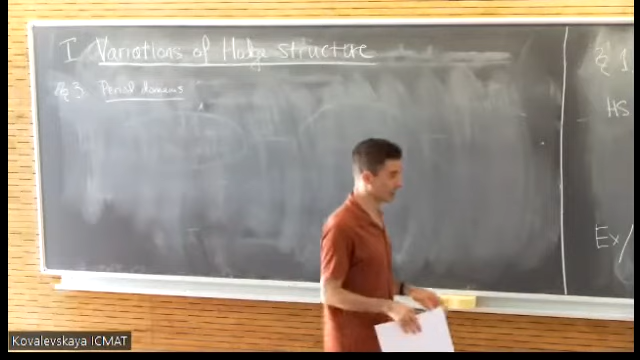 I Variations of Hodge structure
§ 3. Period domains
§ 1
HS
Ex/
Kovalevskaya ICMAT